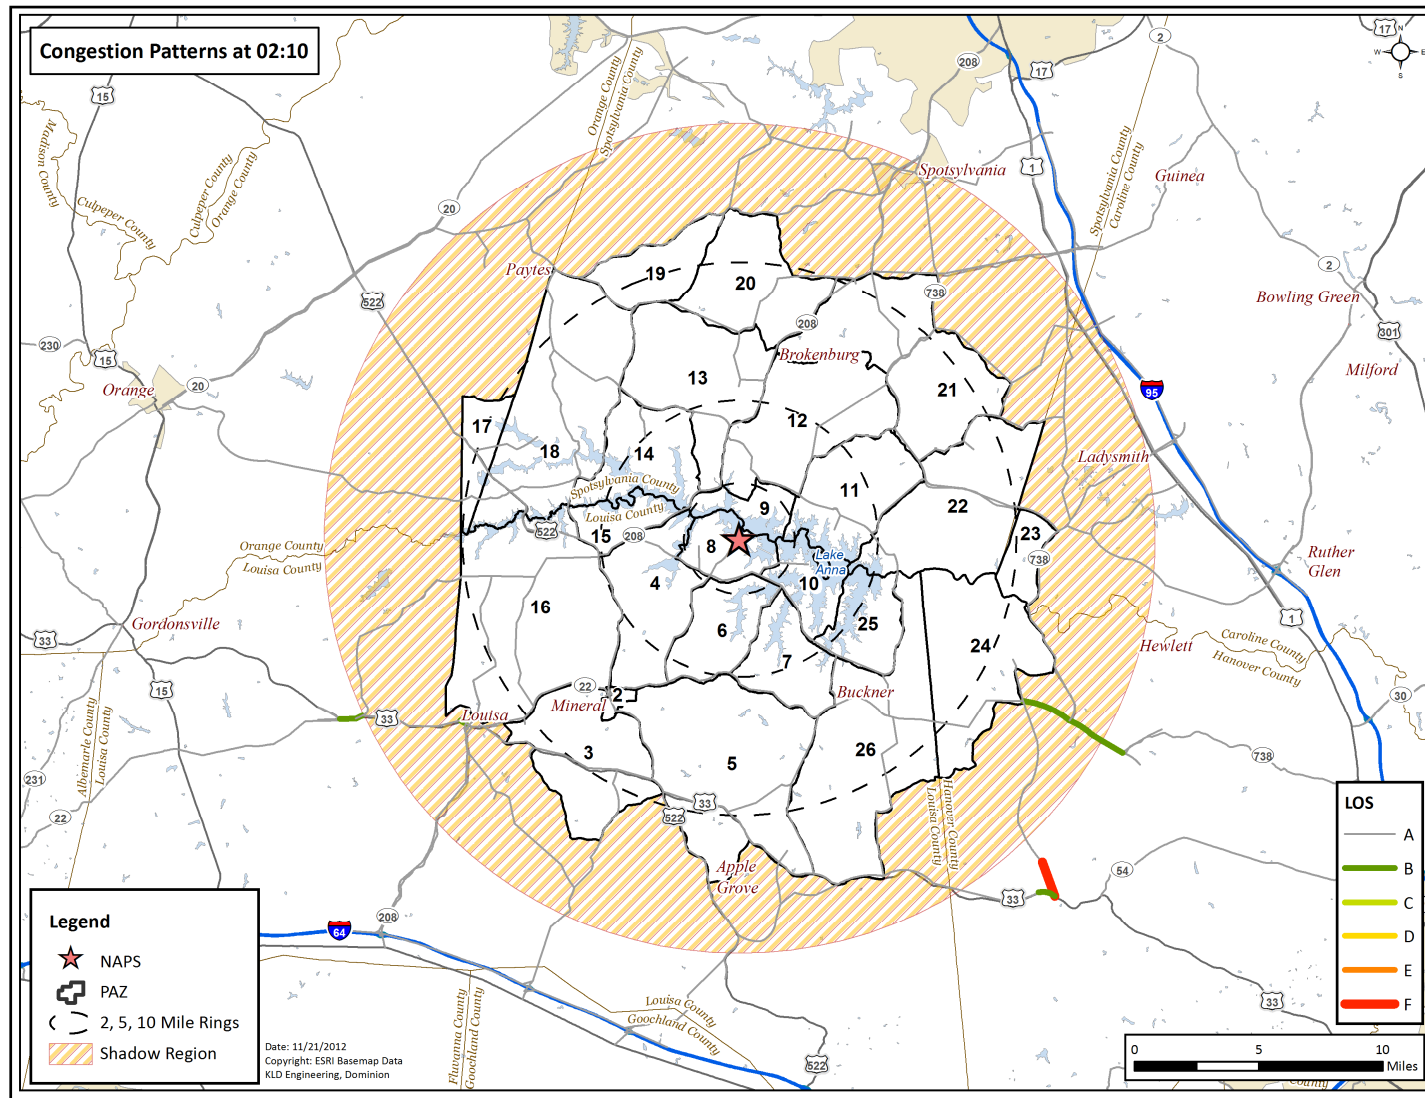 Congestion Patterns at 02:10
17
N
W
E
S
2
208
17
15
Orange County
Spotsylvania County
Madison County
Culpeper County
Orange County
Culpeper County
1
Spotsylvania
Spotsylvania County
Caroline County
Guinea
20
Paytes
19
20
2
522
738
208
Bowling Green
301
230
15
Orange
20
Brokenburg
13
21
95
Milford
17
12
18
14
Ladysmith
Spotsylvania County
Louisa County
11
22
9
522
15
208
8
23
Orange County
Louisa County
Lake
Anna
738
Ruther
Glen
4
10
16
33
Gordonsville
6
25
1
Caroline County
Hanover County
24
Hewlett
7
15
22
2
Buckner
30
Mineral
Louisa
33
Albemarle County
Louisa County
3
5
26
738
231
33
522
22
Hanover County
Louisa County
Apple
Grove
54
33
208
64
33
Louisa County
Goochland County
Fluvanna County
Goochland County
522
LOS
A
B
C
D
E
F
Legend
NAPS
PAZ
2, 5, 10 Mile Rings
Shadow Region
Date: 11/21/2012
Copyright: ESRI Basemap Data
KLD Engineering, Dominion
0
5
10
Miles
County